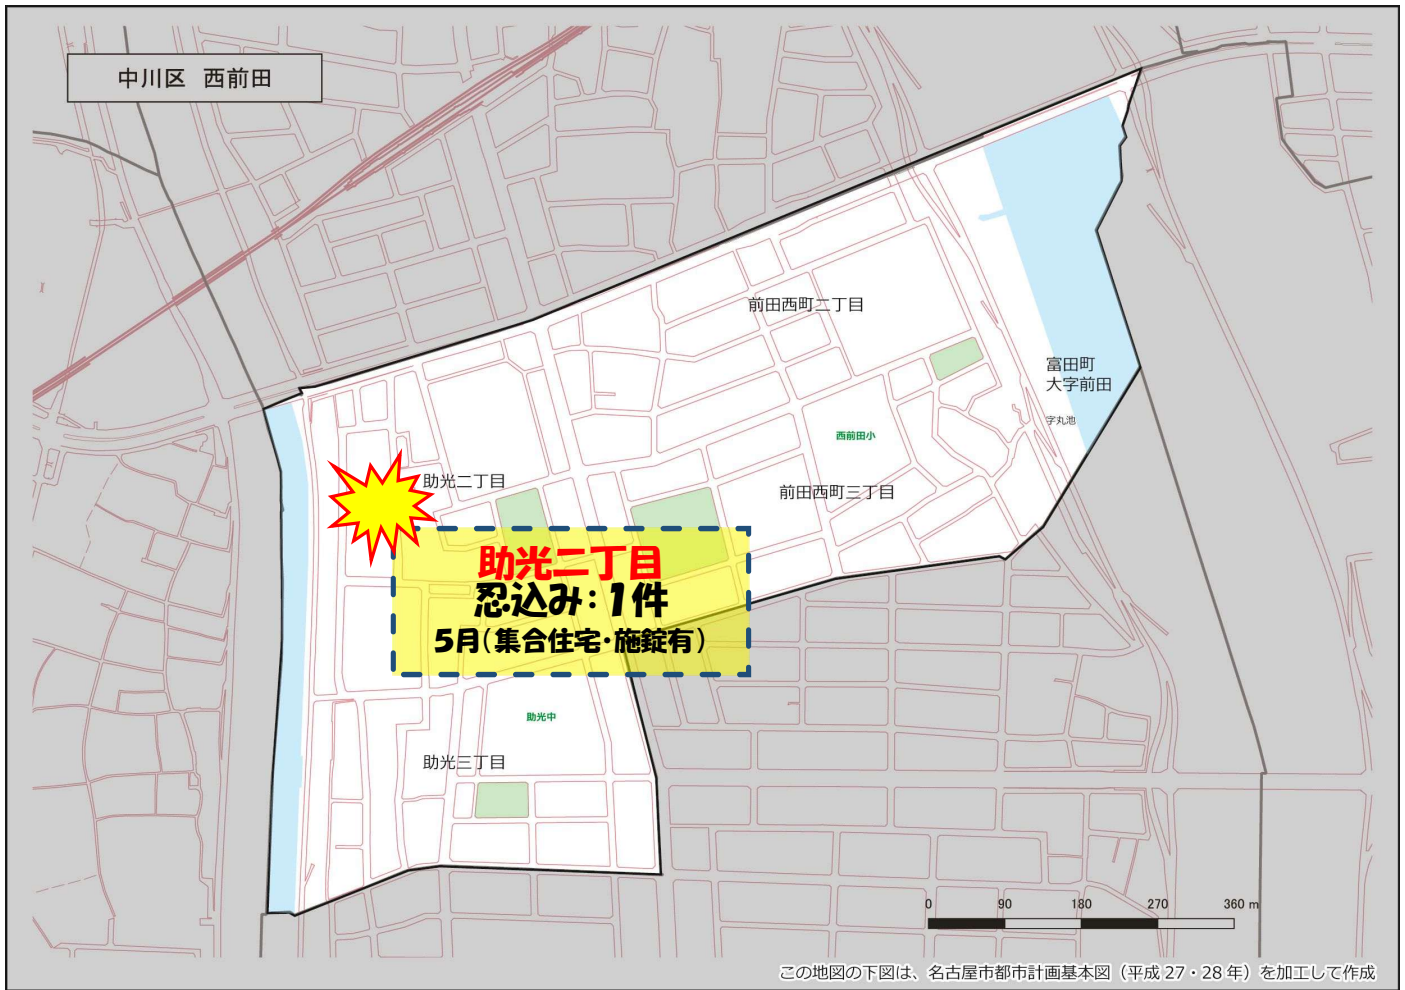 中川区 西前田
前田西町二丁目
富田町
大字前田
字丸池
西前田小
助光二丁目
前田西町三丁目
助光二丁目
忍込み:1件
5月(集合住宅・施錠有)
助光中
助光三丁目
0 90 180 270 360 m
この地図の下図は、名古屋市都市計画基本図(平成 27・28 年)を加工して作成